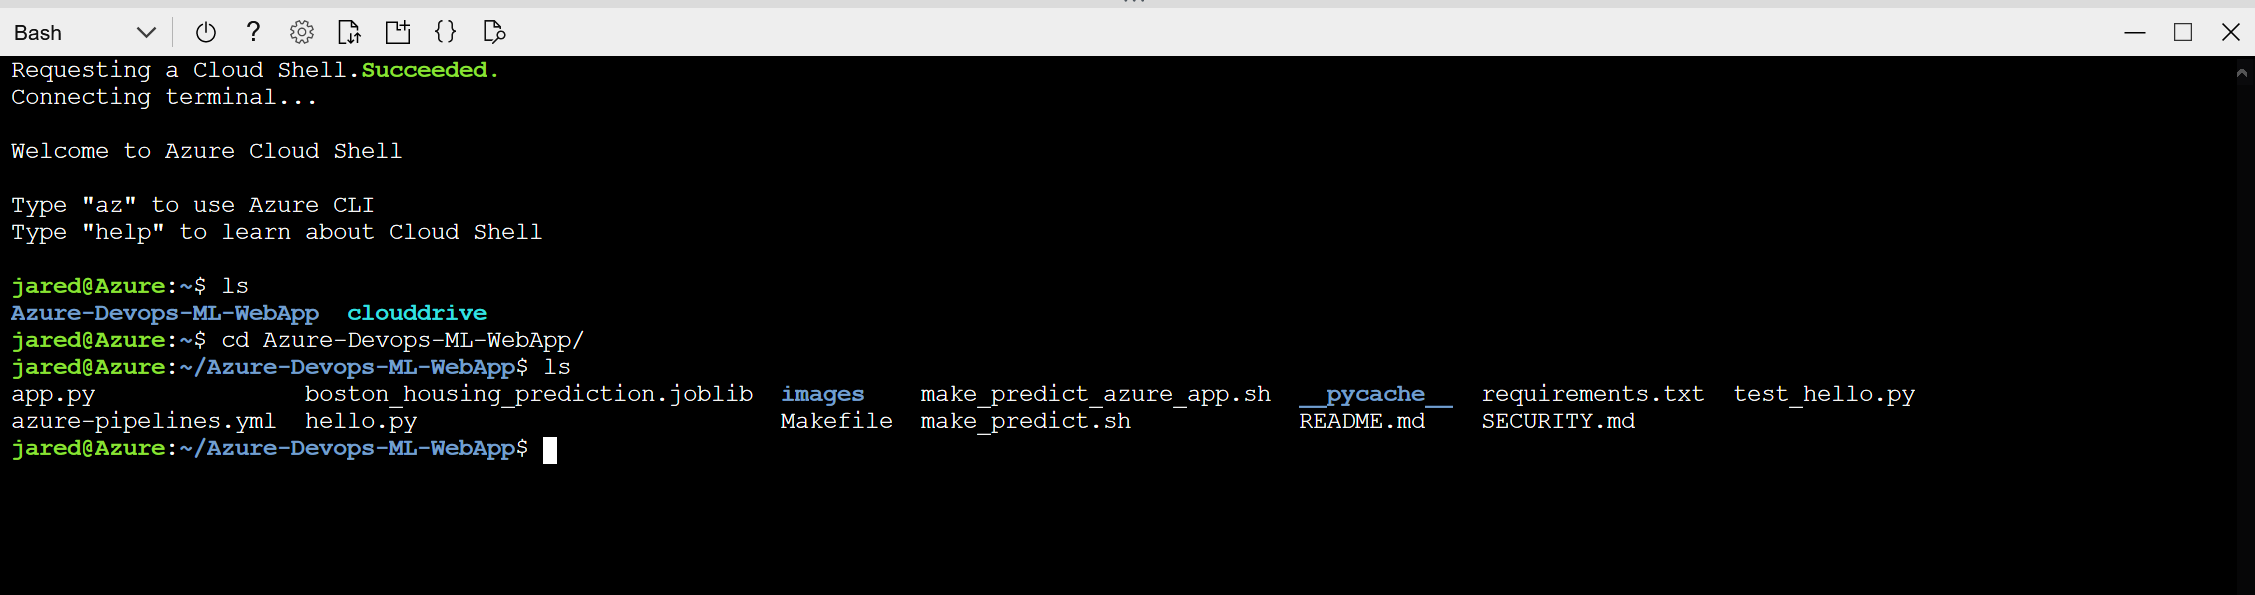 Bash
Requesting a Cloud Shell.Succeeded.
Connecting terminal...
Welcome to Azure Cloud Shell
Type "az" to use Azure CLI
Type "help" to learn about Cloud Shell
jared@Azure:~$ ls
Azure-Devops-ML-WebApp  clouddrive
jared@Azure:~$ cd Azure-Devops-ML-WebApp/
jared@Azure:~/Azure-Devops-ML-WebApp$ ls
app.py               boston_housing_prediction.joblib  images    make_predict_azure_app.sh  __pycache__  requirements.txt  test_hello.py
azure-pipelines.yml  hello.py                          Makefile  make_predict.sh            README.md    SECURITY.md
jared@Azure:~/Azure-Devops-ML-WebApp$